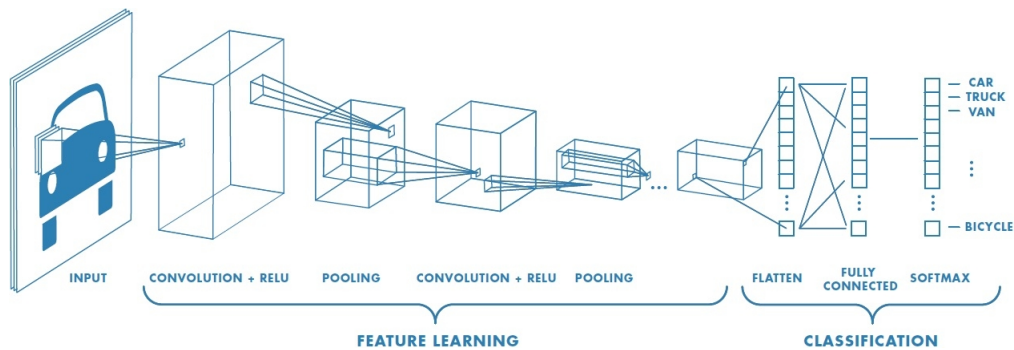 CAR
TRUCK
VAN
BICYCLE
INPUT
CONVOLUTION + RELU
POOLING
CONVOLUTION + RELU
POOLING
FLATTEN
FULLY
CONNECTED
SOFTMAX
FEATURE LEARNING
CLASSIFICATION